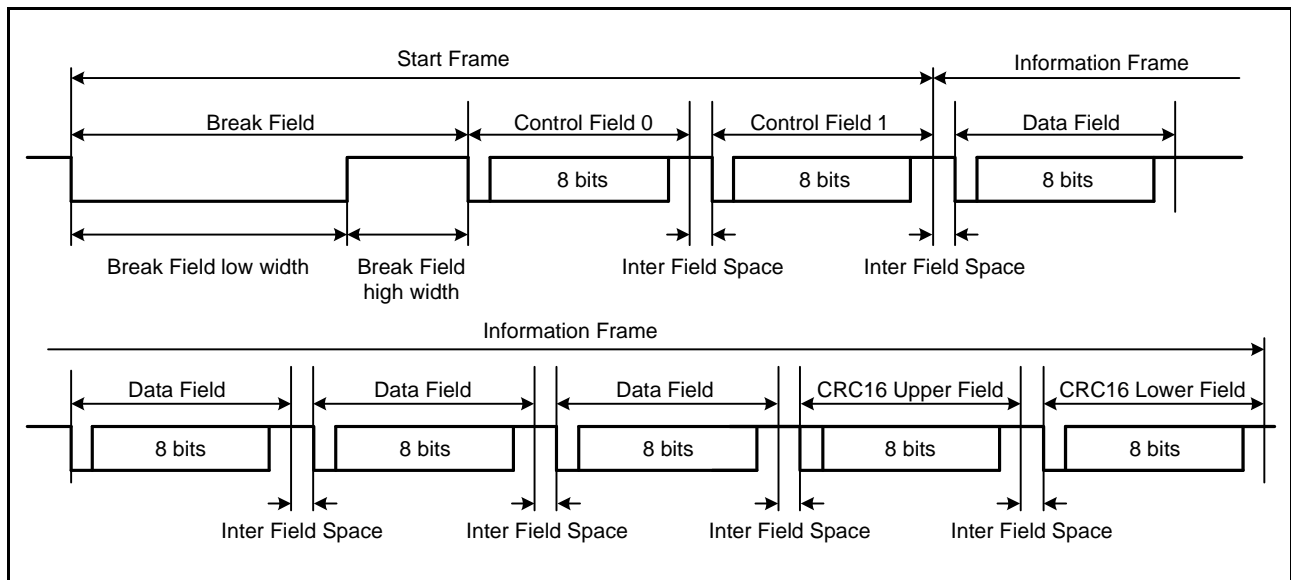 Start Frame
Information Frame
Break Field
Control Field 0
Control Field 1
Data Field
8 bits
8 bits
8 bits
Break Field low width
Break Field
high width
Inter Field Space
Inter Field Space
Information Frame
Data Field
Data Field
Data Field
CRC16 Upper Field
CRC16 Lower Field
8 bits
8 bits
8 bits
8 bits
8 bits
Inter Field Space
Inter Field Space
Inter Field Space
Inter Field Space